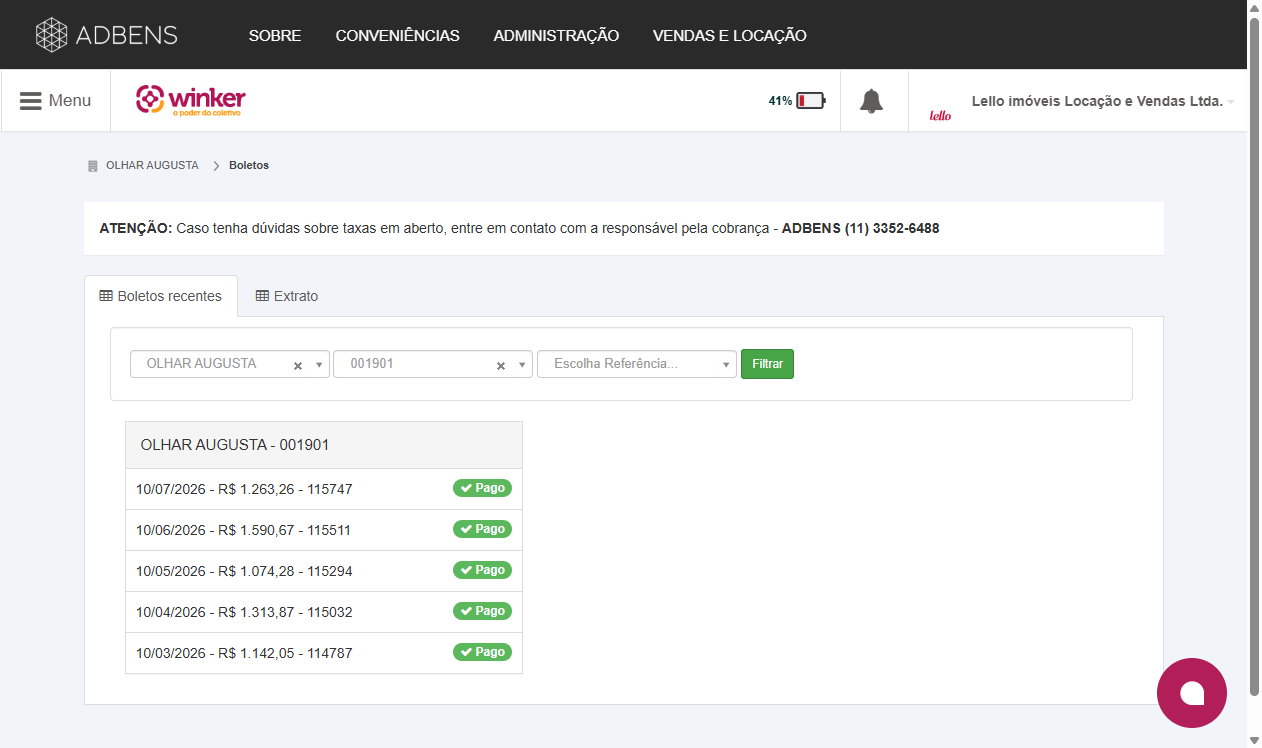 ADBENS
SOBRE CONVENIÊNCIAS ADMINISTRAÇÃO VENDAS E LOCAÇÃO
Menu
winker
o poder do coletivo
41%
lello
Lello imóveis Locação e Vendas Ltda.
OLHAR AUGUSTA > Boletos
ATENÇÃO: Caso tenha dúvidas sobre taxas em aberto, entre em contato com a responsável pela cobrança - ADBENS (11) 3352-6488
Boletos recentes Extrato
OLHAR AUGUSTA × 001901 × Escolha Referência... Filtrar
OLHAR AUGUSTA - 001901
10/07/2026 - R$ 1.263,26 - 115747 Pago
10/06/2026 - R$ 1.590,67 - 115511 Pago
10/05/2026 - R$ 1.074,28 - 115294 Pago
10/04/2026 - R$ 1.313,87 - 115032 Pago
10/03/2026 - R$ 1.142,05 - 114787 Pago